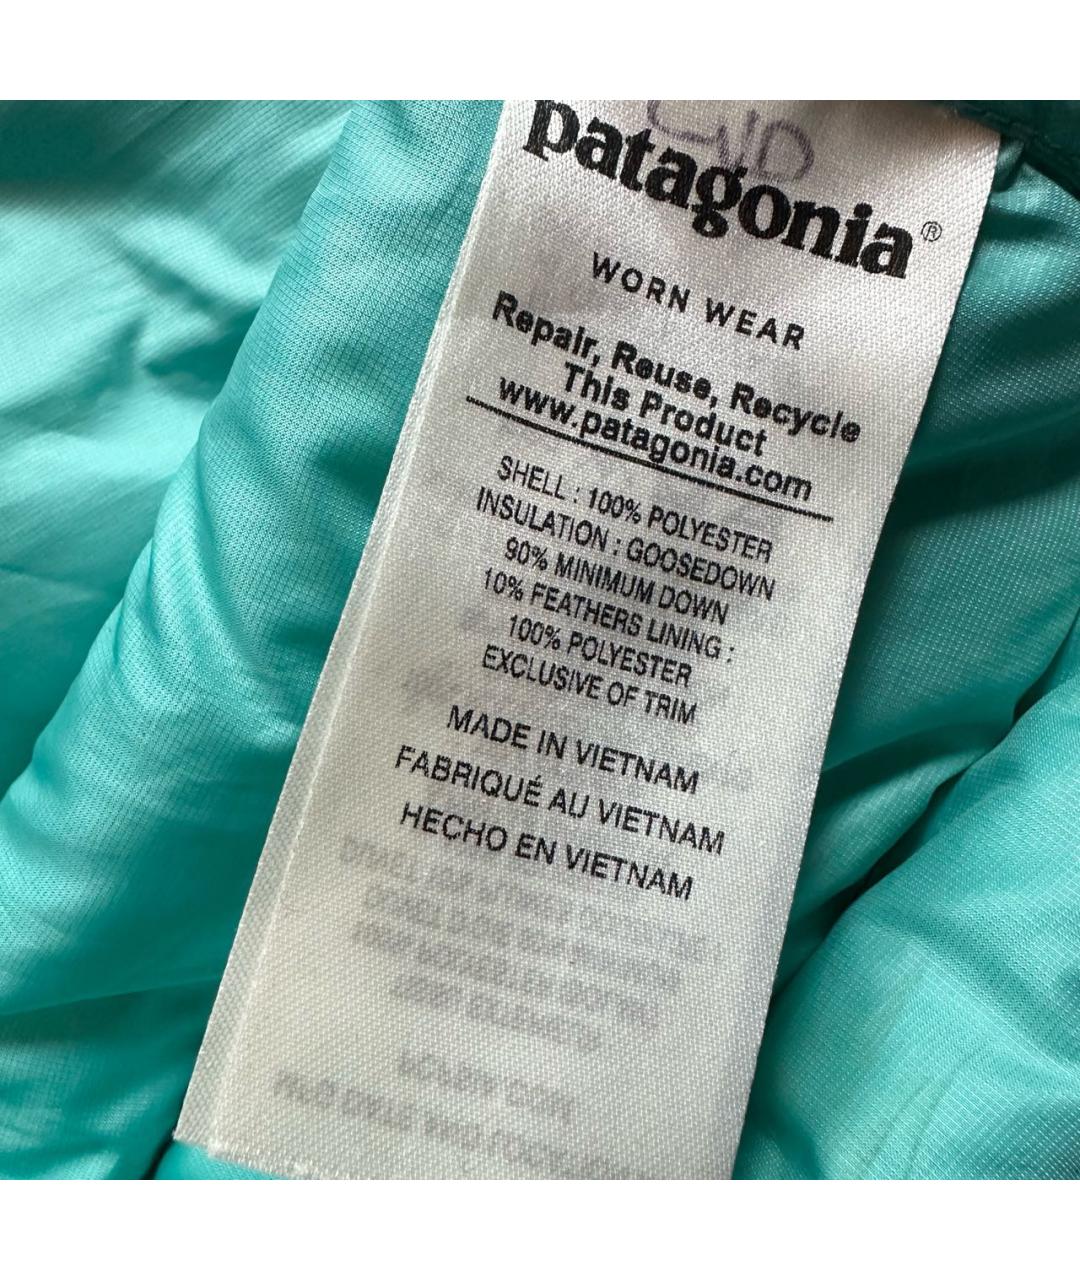 patagonia®
WORN WEAR
Repair, Reuse, Recycle
This Product
www.patagonia.com
SHELL : 100% POLYESTER
INSULATION : GOOSEDOWN
90% MINIMUM DOWN
10% FEATHERS LINING :
100% POLYESTER
EXCLUSIVE OF TRIM
MADE IN VIETNAM
FABRIQUÉ AU VIETNAM
HECHO EN VIETNAM